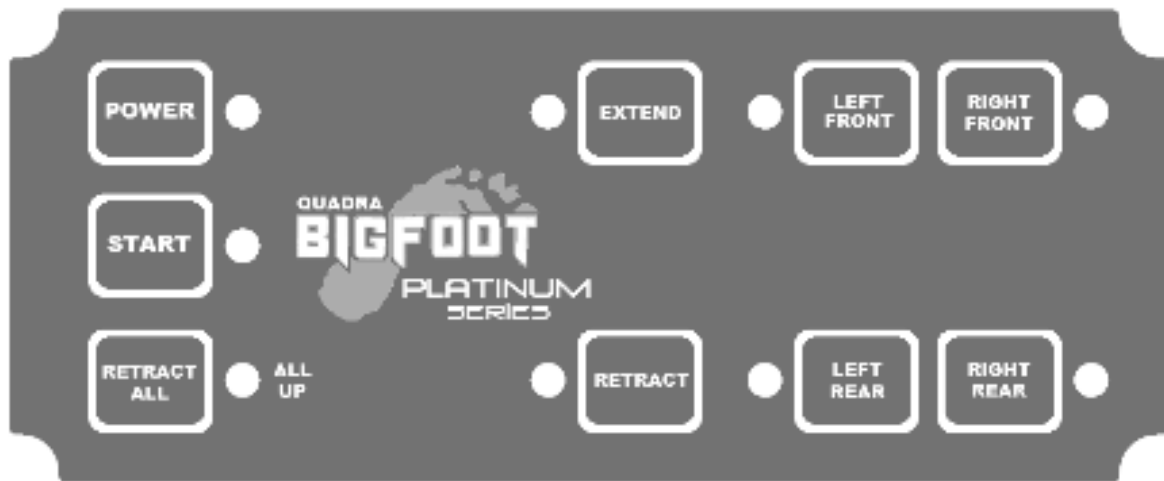 POWER
EXTEND
LEFT
FRONT
RIGHT
FRONT
START
QUADRA
BIGFOOT
PLATINUM
SERIES
RETRACT
ALL
ALL
UP
RETRACT
LEFT
REAR
RIGHT
REAR